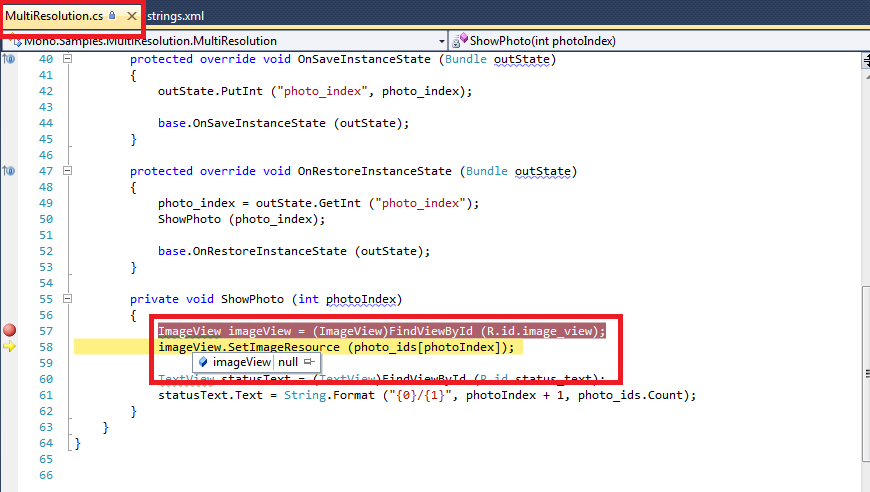 MultiResolution.cs strings.xml
Mono.Samples.MultiResolution.MultiResolution ShowPhoto(int photoIndex)
40 protected override void OnSaveInstanceState (Bundle outState)
41 {
42 outState.PutInt ("photo_index", photo_index);
43
44 base.OnSaveInstanceState (outState);
45 }
46
47 protected override void OnRestoreInstanceState (Bundle outState)
48 {
49 photo_index = outState.GetInt ("photo_index");
50 ShowPhoto (photo_index);
51
52 base.OnRestoreInstanceState (outState);
53 }
54
55 private void ShowPhoto (int photoIndex)
56 {
57 ImageView imageView = (ImageView)FindViewById (R.id.image_view);
58 imageView.SetImageResource (photo_ids[photoIndex]);
59 imageView null
60 TextView statusText = (TextView)FindViewById (R.id.status_text);
61 statusText.Text = String.Format ("{0}/{1}", photoIndex + 1, photo_ids.Count);
62 }
63 }
64 }
65
66